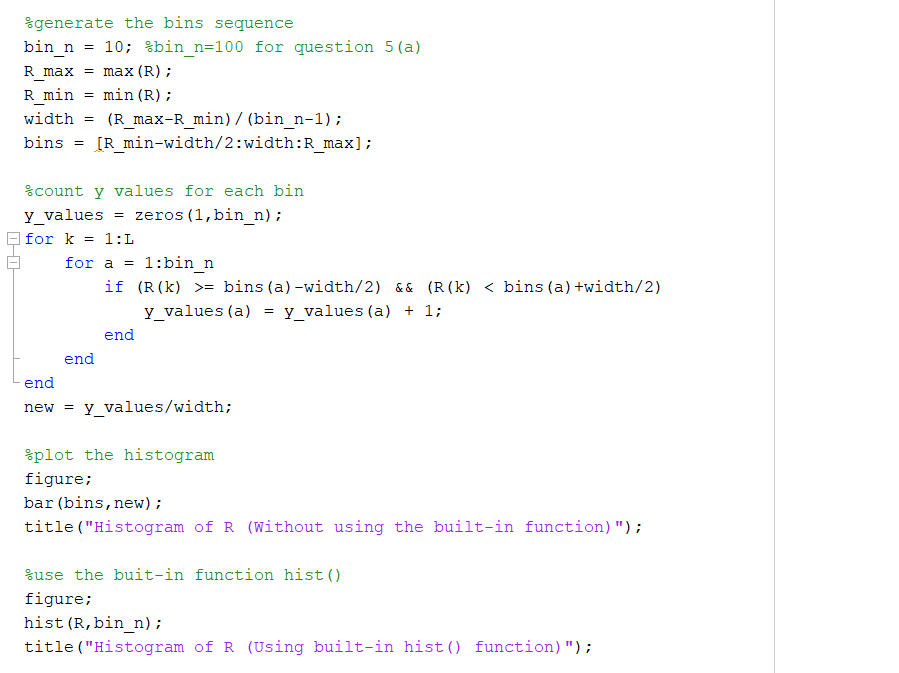 %generate the bins sequence
bin_n = 10; %bin_n=100 for question 5(a)
R_max = max(R);
R_min = min(R);
width = (R_max-R_min)/(bin_n-1);
bins = [R_min-width/2:width:R_max];
%count y values for each bin
y_values = zeros(1,bin_n);
for k = 1:L
for a = 1:bin_n
if (R(k) >= bins(a)-width/2) && (R(k) < bins(a)+width/2)
y_values(a) = y_values(a) + 1;
end
end
end
new = y_values/width;
%plot the histogram
figure;
bar(bins,new);
title("Histogram of R (Without using the built-in function)");
%use the buit-in function hist()
figure;
hist(R,bin_n);
title("Histogram of R (Using built-in hist() function)");